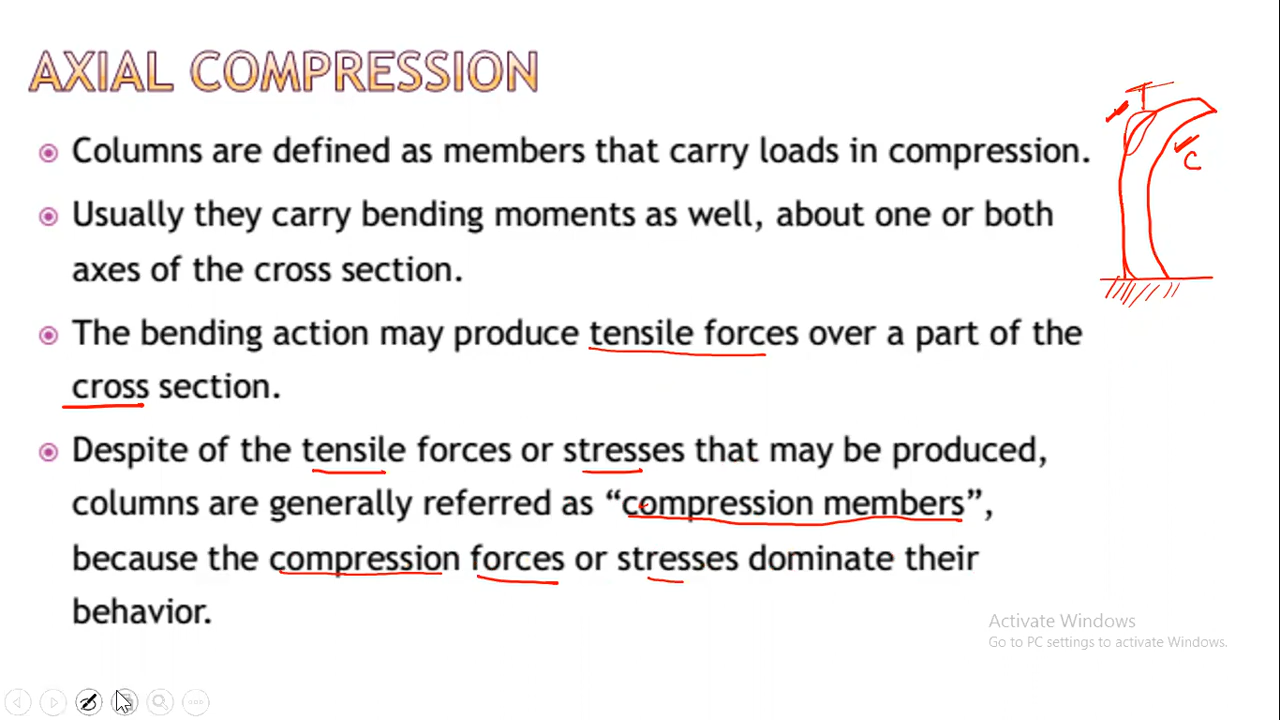 AXIAL COMPRESSION
Columns are defined as members that carry loads in compression.
Usually they carry bending moments as well, about one or both
axes of the cross section.
The bending action may produce tensile forces over a part of the
cross section.
Despite of the tensile forces or stresses that may be produced,
columns are generally referred as “compression members”,
because the compression forces or stresses dominate their
behavior.
T
C
Activate Windows
Go to PC settings to activate Windows.